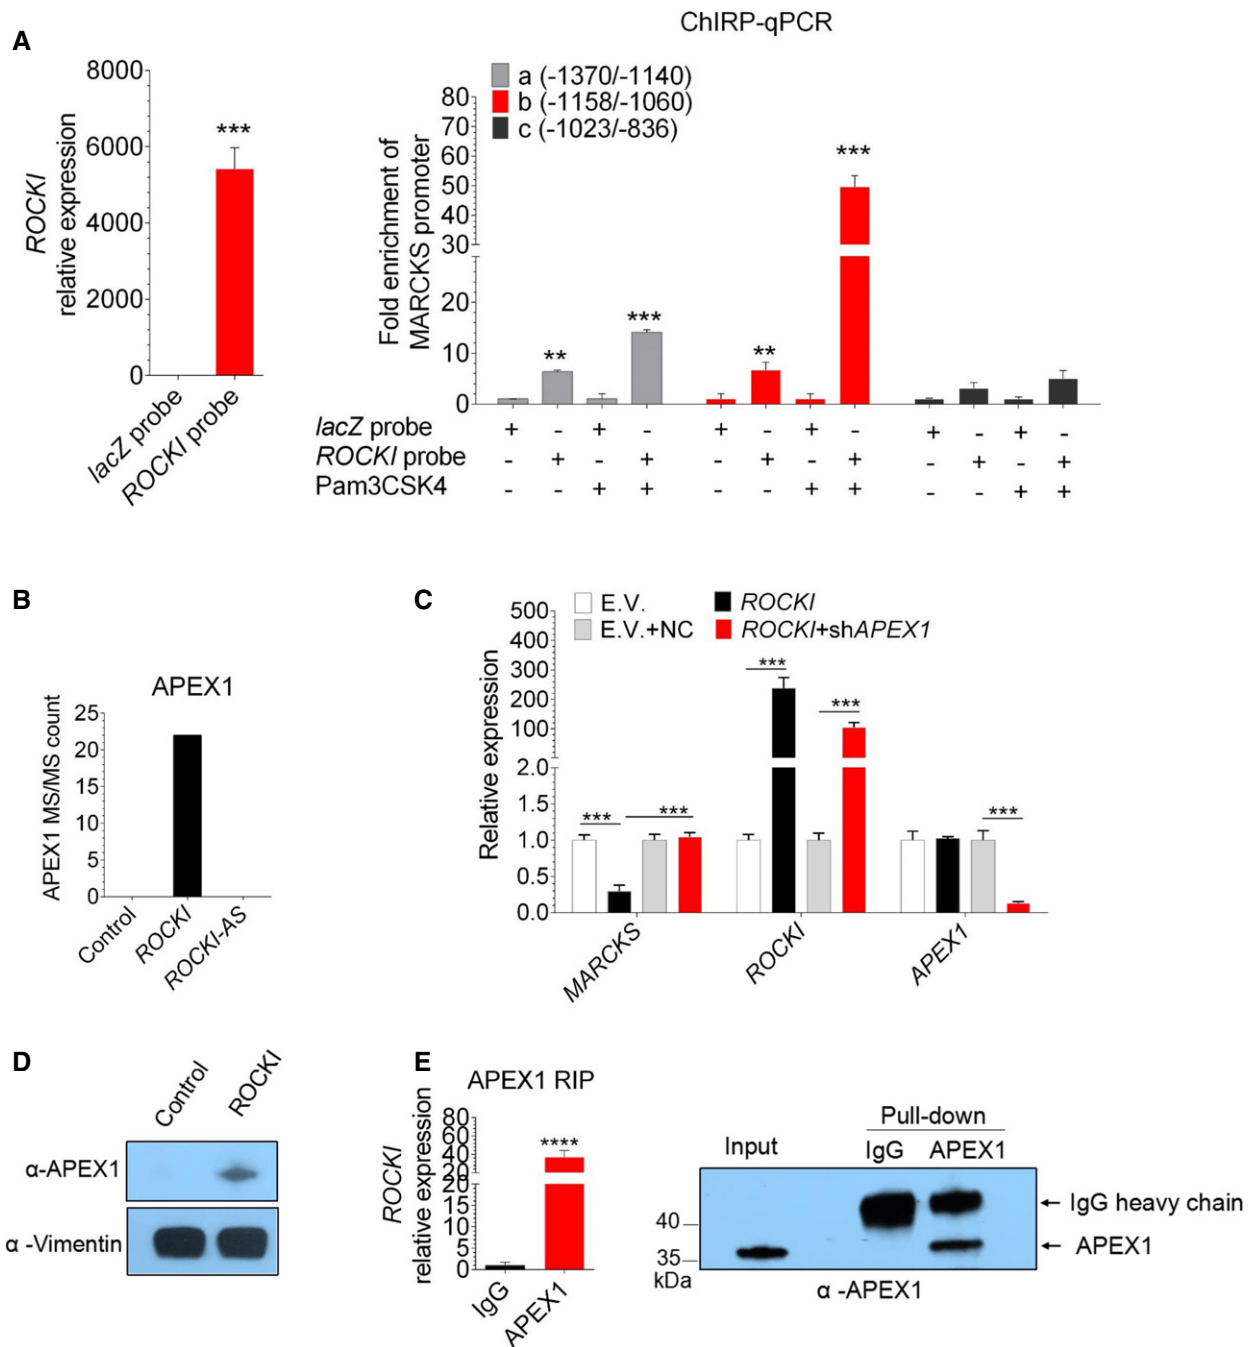 A
ChIRP-qPCR
ROCKI
relative expression
8000
6000
4000
2000
0
***
lacZ probe
ROCKI probe
a (-1370/-1140)
b (-1158/-1060)
c (-1023/-836)
Fold enrichment of
MARCKS promoter
80
70
60
50
40
30
20
10
0
** *** ** ***
lacZ probe + - + - + - + - + - + -
ROCKI probe - + - + - + - + - + - +
Pam3CSK4 - - + + - - + + - - + +
B
APEX1
APEX1 MS/MS count
25
20
15
10
5
0
Control
ROCKI
ROCKI-AS
C
E.V.
ROCKI
E.V.+NC
ROCKI+shAPEX1
Relative expression
500
400
300
200
100
2.0
1.5
1.0
0.5
0.0
*** *** *** *** ***
MARCKS
ROCKI
APEX1
D
Control
ROCKI
α-APEX1
α -Vimentin
E
APEX1 RIP
ROCKI
relative expression
80
60
40
20
20
15
10
5
0
****
IgG
APEX1
Pull-down
Input IgG APEX1
40
35
kDa
IgG heavy chain
APEX1
α -APEX1